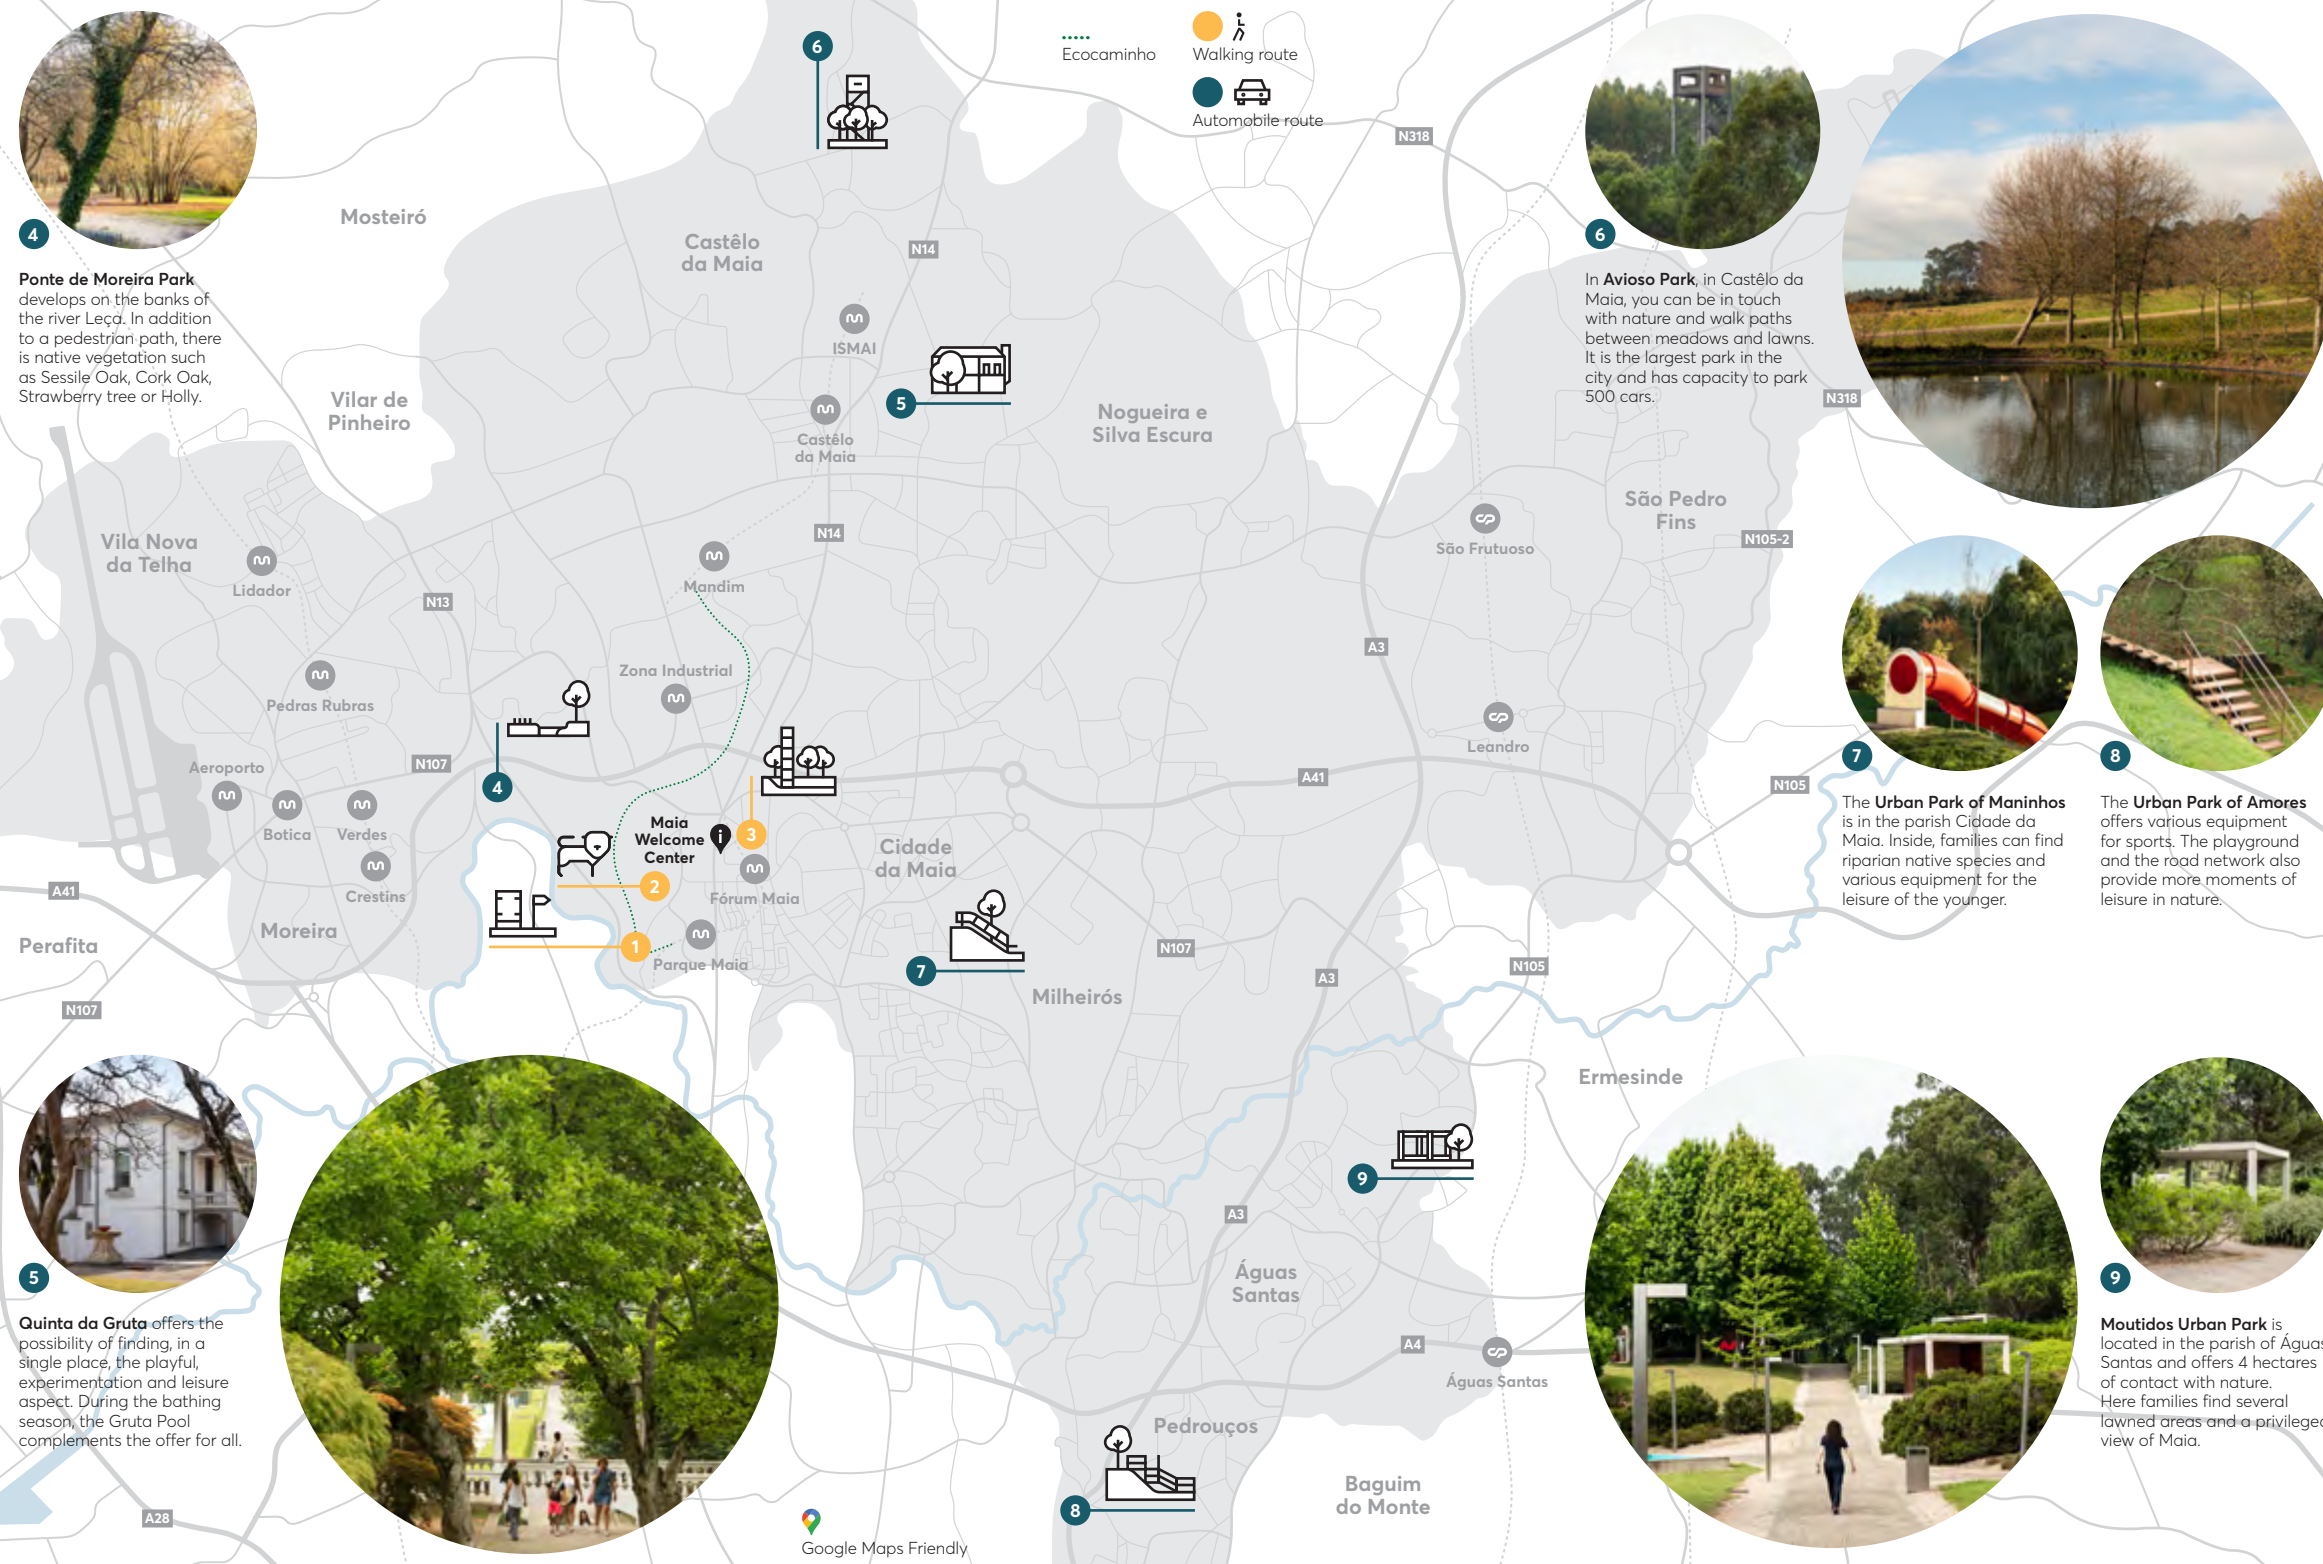 6
Ecocaminho
Walking route
Automobile route
4
Ponte de Moreira Park
develops on the banks of
the river Leça. In addition
to a pedestrian path, there
is native vegetation such
as Sessile Oak, Cork Oak,
Strawberry tree or Holly.
6
In Avioso Park, in Castêlo da
Maia, you can be in touch
with nature and walk paths
between meadows and lawns.
It is the largest park in the
city and has capacity to park
500 cars.
N318
N318
Mosteiró
Castêlo
da Maia
N14
ISMAI
5
Castêlo
da Maia
Vilar de
Pinheiro
Nogueira e
Silva Escura
São Pedro
Fins
São Frutuoso
N105-2
N14
Vila Nova
da Telha
Lidador
Mandim
N13
A3
Zona Industrial
Pedras Rubras
Leandro
N107
Aeroporto
4
A41
N105
Botica
Verdes
Maia
Welcome
Center
i
3
Cidade
da Maia
Crestins
A41
2
Fórum Maia
Moreira
Perafita
1
Parque Maia
N107
N105
7
A3
Milheirós
N107
7
The Urban Park of Maninhos
is in the parish Cidade da
Maia. Inside, families can find
riparian native species and
various equipment for the
leisure of the younger.
8
The Urban Park of Amores
offers various equipment
for sports. The playground
and the road network also
provide more moments of
leisure in nature.
Ermesinde
9
A3
Águas
Santas
A4
Águas Santas
Pedrouços
Baguim
do Monte
8
5
Quinta da Gruta offers the
possibility of finding, in a
single place, the playful,
experimentation and leisure
aspect. During the bathing
season, the Gruta Pool
complements the offer for all.
A28
Google Maps Friendly
9
Moutidos Urban Park is
located in the parish of Águas
Santas and offers 4 hectares
of contact with nature.
Here families find several
lawned areas and a privileged
view of Maia.